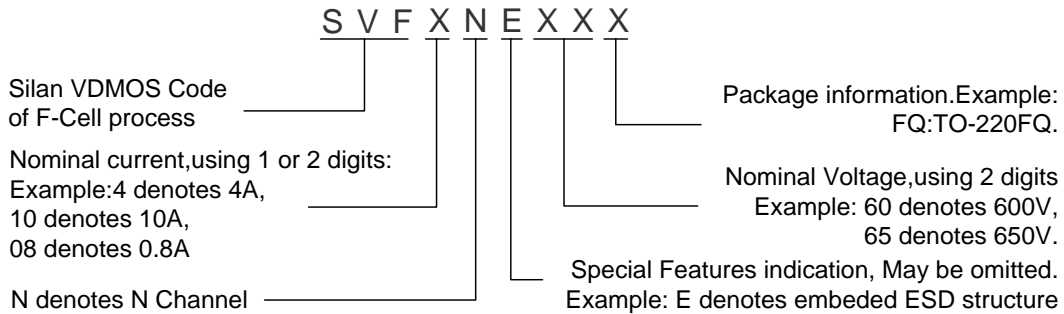 S V F X N E X X X
Silan VDMOS Code
of F-Cell process
Nominal current,using 1 or 2 digits:
Example:4 denotes 4A,
10 denotes 10A,
08 denotes 0.8A
N denotes N Channel
Package information.Example:
FQ:TO-220FQ.
Nominal Voltage,using 2 digits
Example: 60 denotes 600V,
65 denotes 650V.
Special Features indication, May be omitted.
Example: E denotes embeded ESD structure